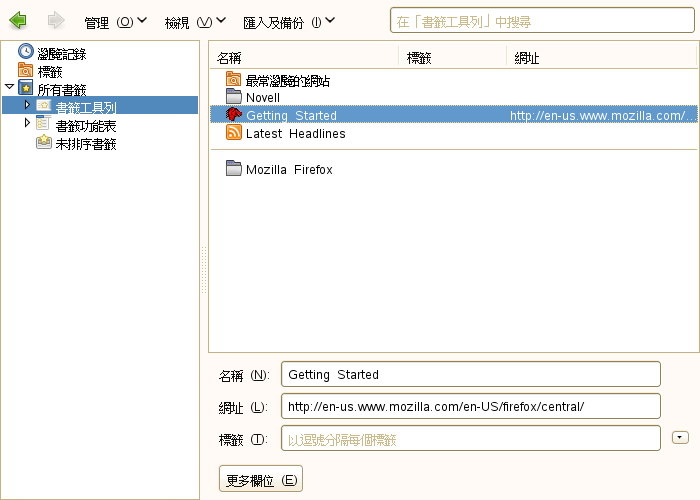 管理 (O) 檢視 (V) 匯入及備份 (I) 在「書籤工具列」中搜尋
瀏覽記錄
標籤
所有書籤
書籤工具列
書籤功能表
未排序書籤
名稱 標籤 網址
最常瀏覽的網站
Novell
Getting Started http://en-us.www.mozilla.com/...
Latest Headlines
Mozilla Firefox
名稱 (N): Getting Started
網址 (L): http://en-us.www.mozilla.com/en-US/firefox/central/
標籤 (T): 以逗號分隔每個標籤
更多欄位 (E)